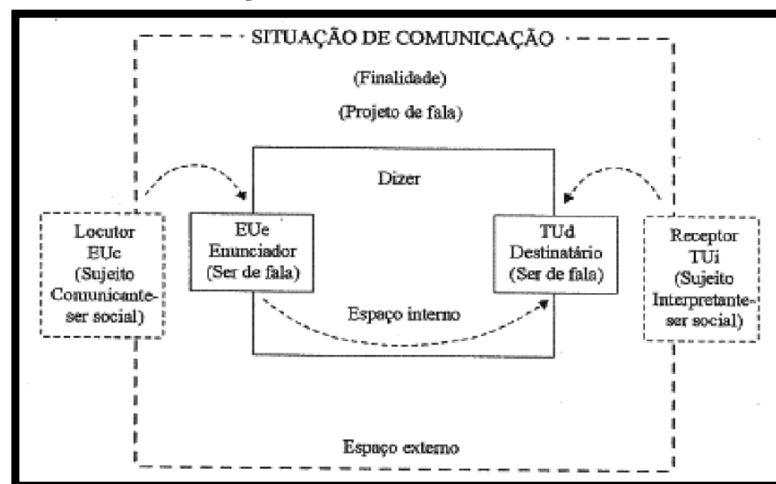 SITUAÇÃO DE COMUNICAÇÃO
(Finalidade)
(Projeto de fala)
Dizer
Locutor
EUc
(Sujeito
Comunicante-
ser social)
EUe
Enunciador
(Ser de fala)
TUd
Destinatário
(Ser de fala)
Receptor
TUi
(Sujeito
Interpretante-
ser social)
Espaço interno
Espaço externo